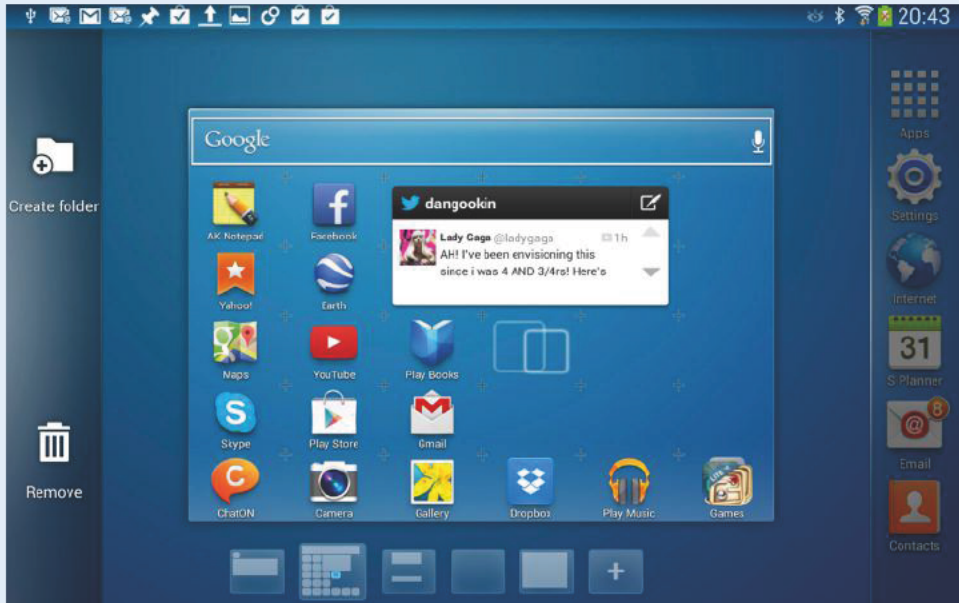 20:43
Google
Create folder
Remove
AK Notepad
Facebook
dangookin
Lady Gaga @ladygaga 1h
AH! I've been envisioning this
since i was 4 AND 3/4rs! Here's
Yahoo!
Earth
Maps
YouTube
Play Books
Skype
Play Store
Gmail
ChatON
Camera
Gallery
Dropbox
Play Music
Games
Apps
Settings
Internet
31
S Planner
8
Email
Contacts